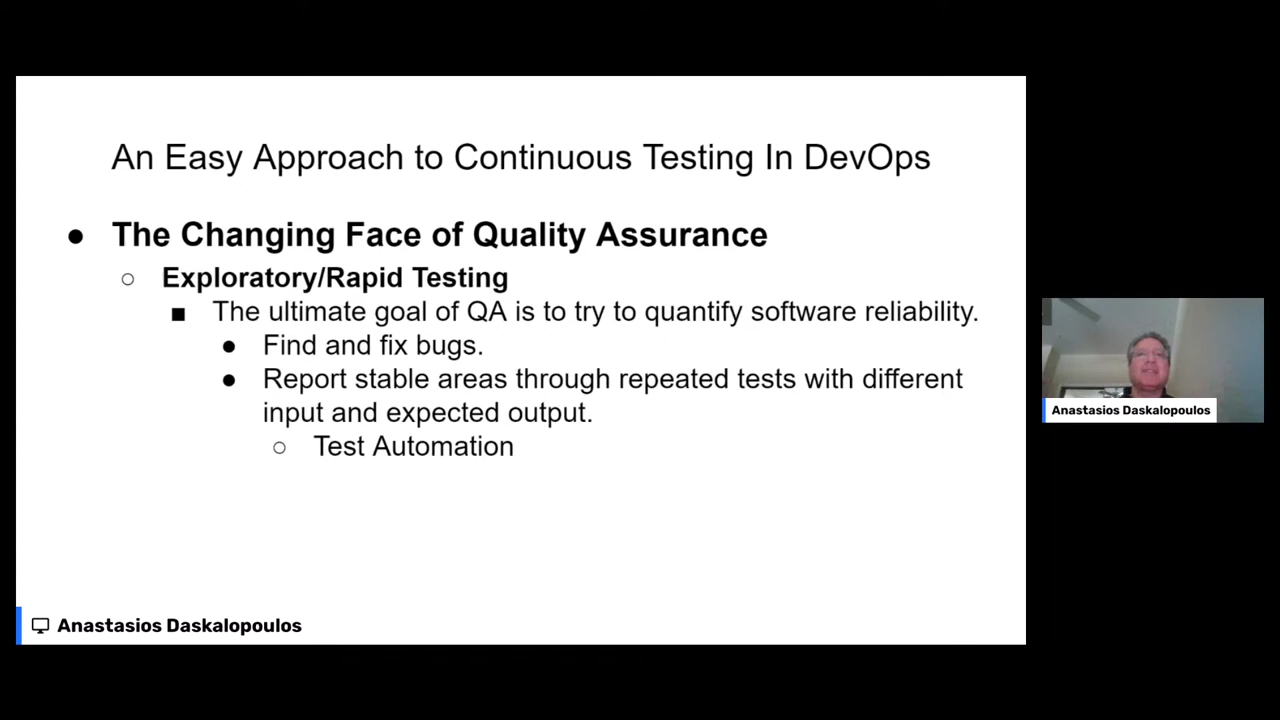 An Easy Approach to Continuous Testing In DevOps
● The Changing Face of Quality Assurance
○ Exploratory/Rapid Testing
■ The ultimate goal of QA is to try to quantify software reliability.
● Find and fix bugs.
● Report stable areas through repeated tests with different
input and expected output.
○ Test Automation
Anastasios Daskalopoulos
Anastasios Daskalopoulos